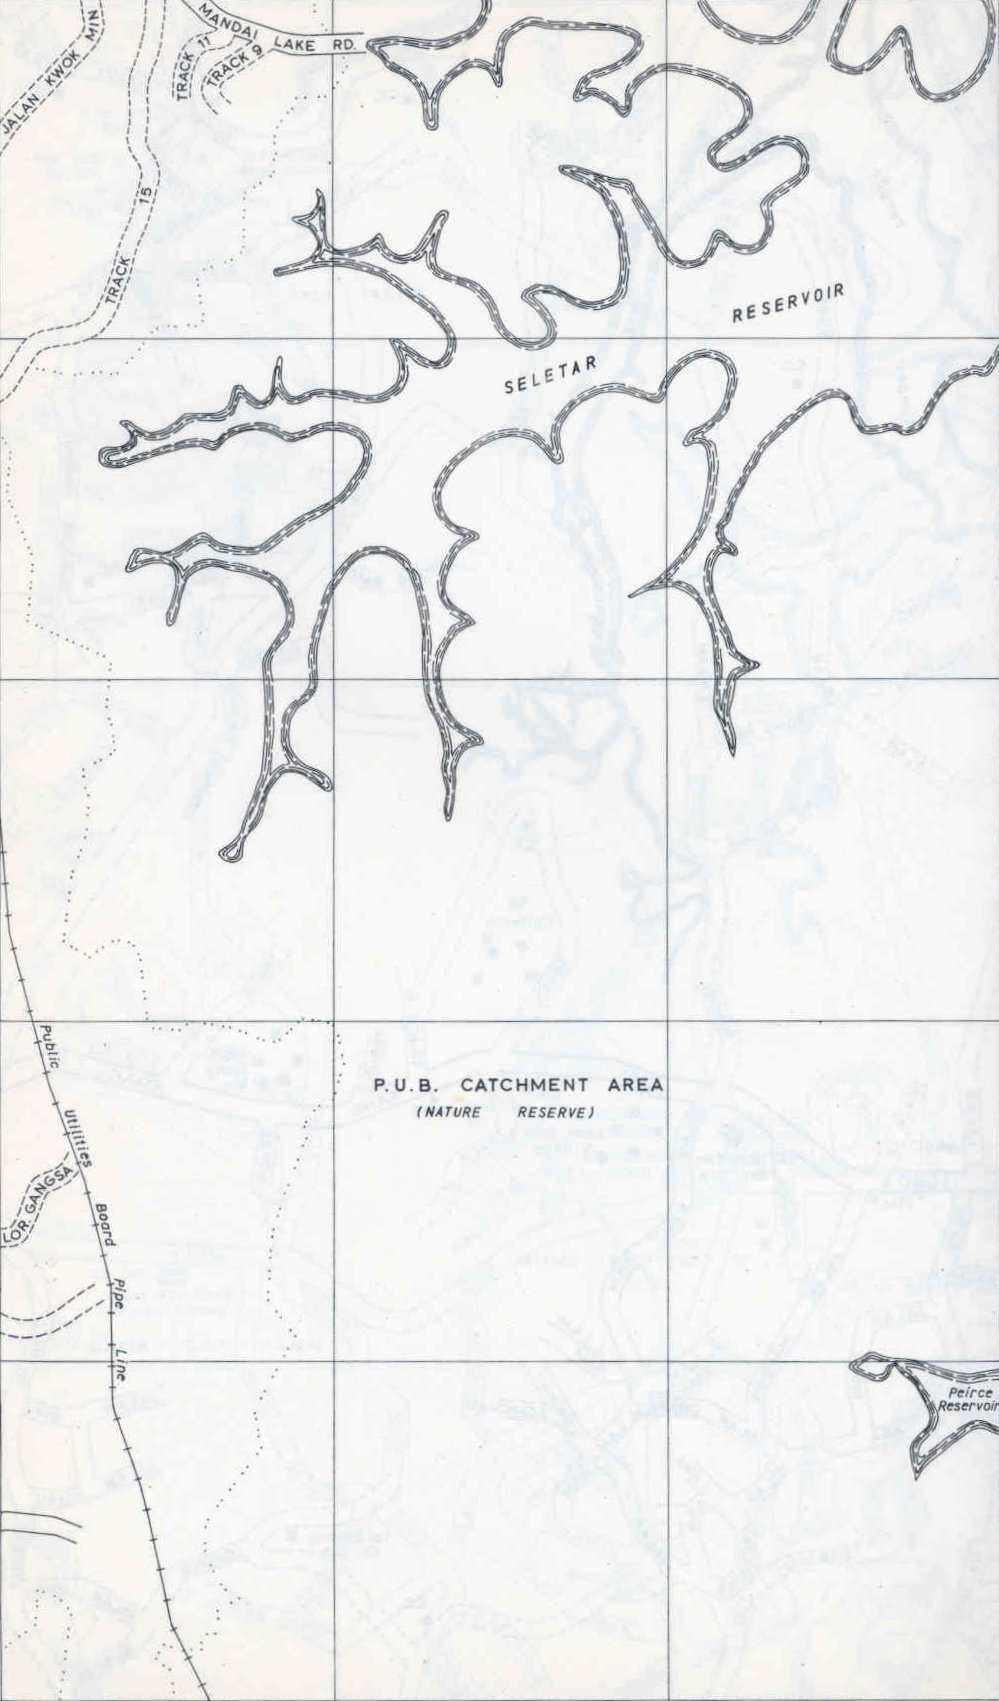 JALAN KWOK MIN
MANDAI LAKE RD.
TRACK 11
TRACK 9
TRACK 15
RESERVOIR
SELETAR
P.U.B. CATCHMENT AREA
(NATURE RESERVE)
Public Utilities Board Pipe Line
LOR. GANGSA
Peirce
Reservoir